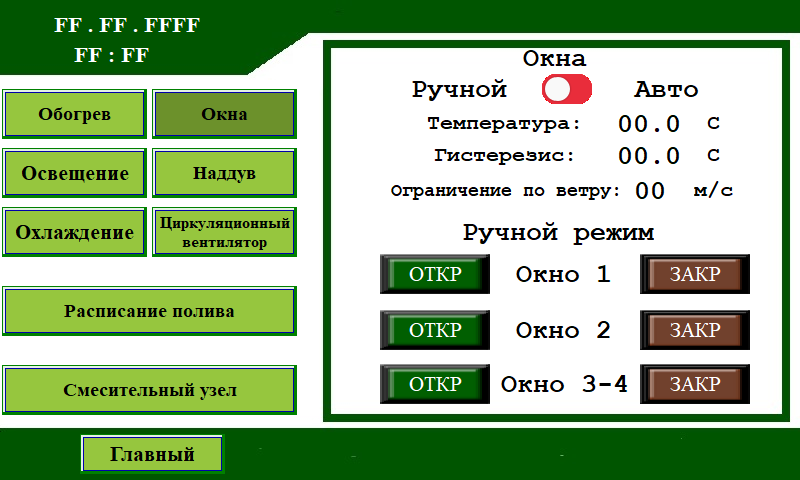 FF . FF . FFFF
FF : FF
Обогрев
Окна
Освещение
Наддув
Охлаждение
Циркуляционный
вентилятор
Расписание полива
Смесительный узел
Главный
Окна
Ручной Авто
Температура: 00.0 С
Гистерезис: 00.0 С
Ограничение по ветру: 00 м/с
Ручной режим
ОТКР Окно 1 ЗАКР
ОТКР Окно 2 ЗАКР
ОТКР Окно 3-4 ЗАКР